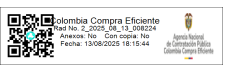 Colombia Compra Eficiente
Rad No. 2_2025_08_13_008224
Anexos: No Con copia: No
Fecha: 13/08/2025 18:15:44
Agencia Nacional
de Contratación Pública
Colombia Compra Eficiente